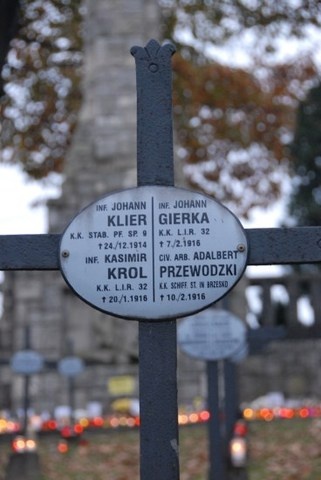 INF. JOHANN
KLIER
K.K. STAB. PF. SP. 9
†24/12.1914
INF. KASIMIR
KROL
K.K. L.I.R. 32
†20/1.1916
INF. JOHANN
GIERKA
K.K. L.I.R. 32
†7/2.1916
CIV. ARB. ADALBERT
PRZEWODZKI
K.K. SCHIFF. ST. IN BRZESKO
†10/2.1916